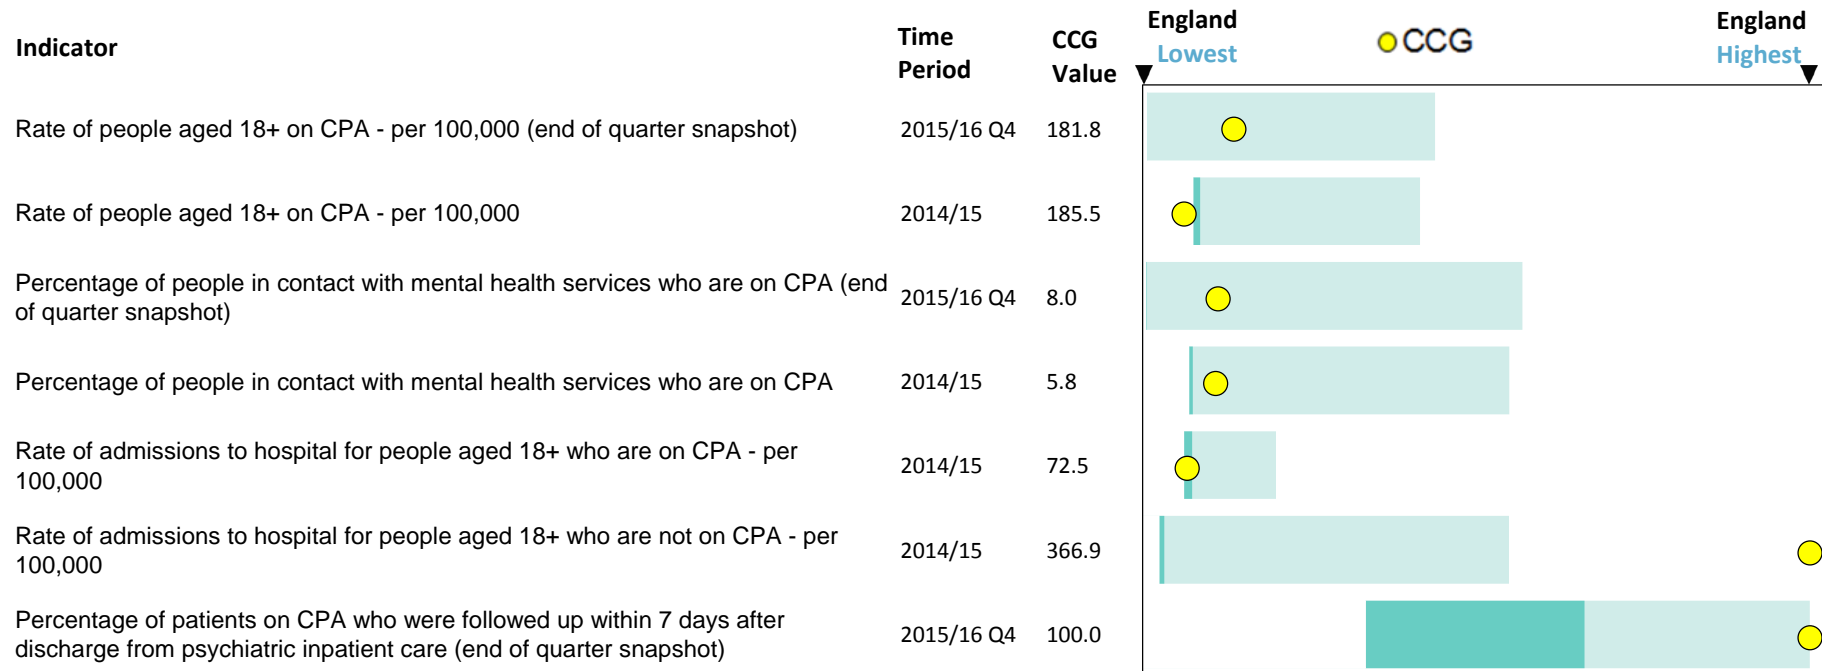 Indicator
Time Period
CCG Value
England Lowest
CCG
England Highest
Rate of people aged 18+ on CPA - per 100,000 (end of quarter snapshot) 2015/16 Q4 181.8
Rate of people aged 18+ on CPA - per 100,000 2014/15 185.5
Percentage of people in contact with mental health services who are on CPA (end
of quarter snapshot) 2015/16 Q4 8.0
Percentage of people in contact with mental health services who are on CPA 2014/15 5.8
Rate of admissions to hospital for people aged 18+ who are on CPA - per
100,000 2014/15 72.5
Rate of admissions to hospital for people aged 18+ who are not on CPA - per
100,000 2014/15 366.9
Percentage of patients on CPA who were followed up within 7 days after
discharge from psychiatric inpatient care (end of quarter snapshot) 2015/16 Q4 100.0